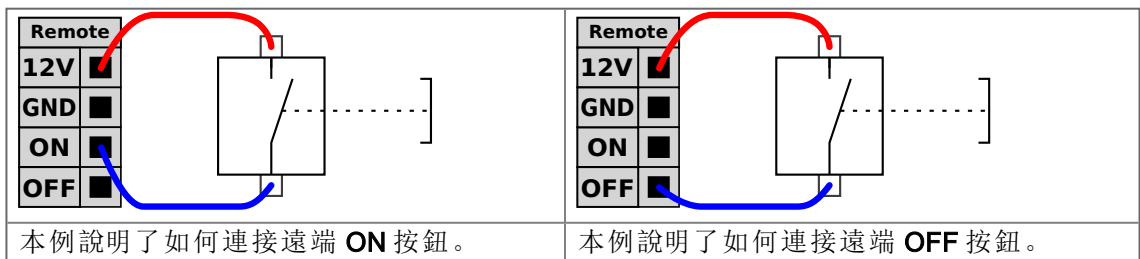 Remote
12V
GND
ON
OFF
本例說明了如何連接遠端 ON 按鈕。
Remote
12V
GND
ON
OFF
本例說明了如何連接遠端 OFF 按鈕。